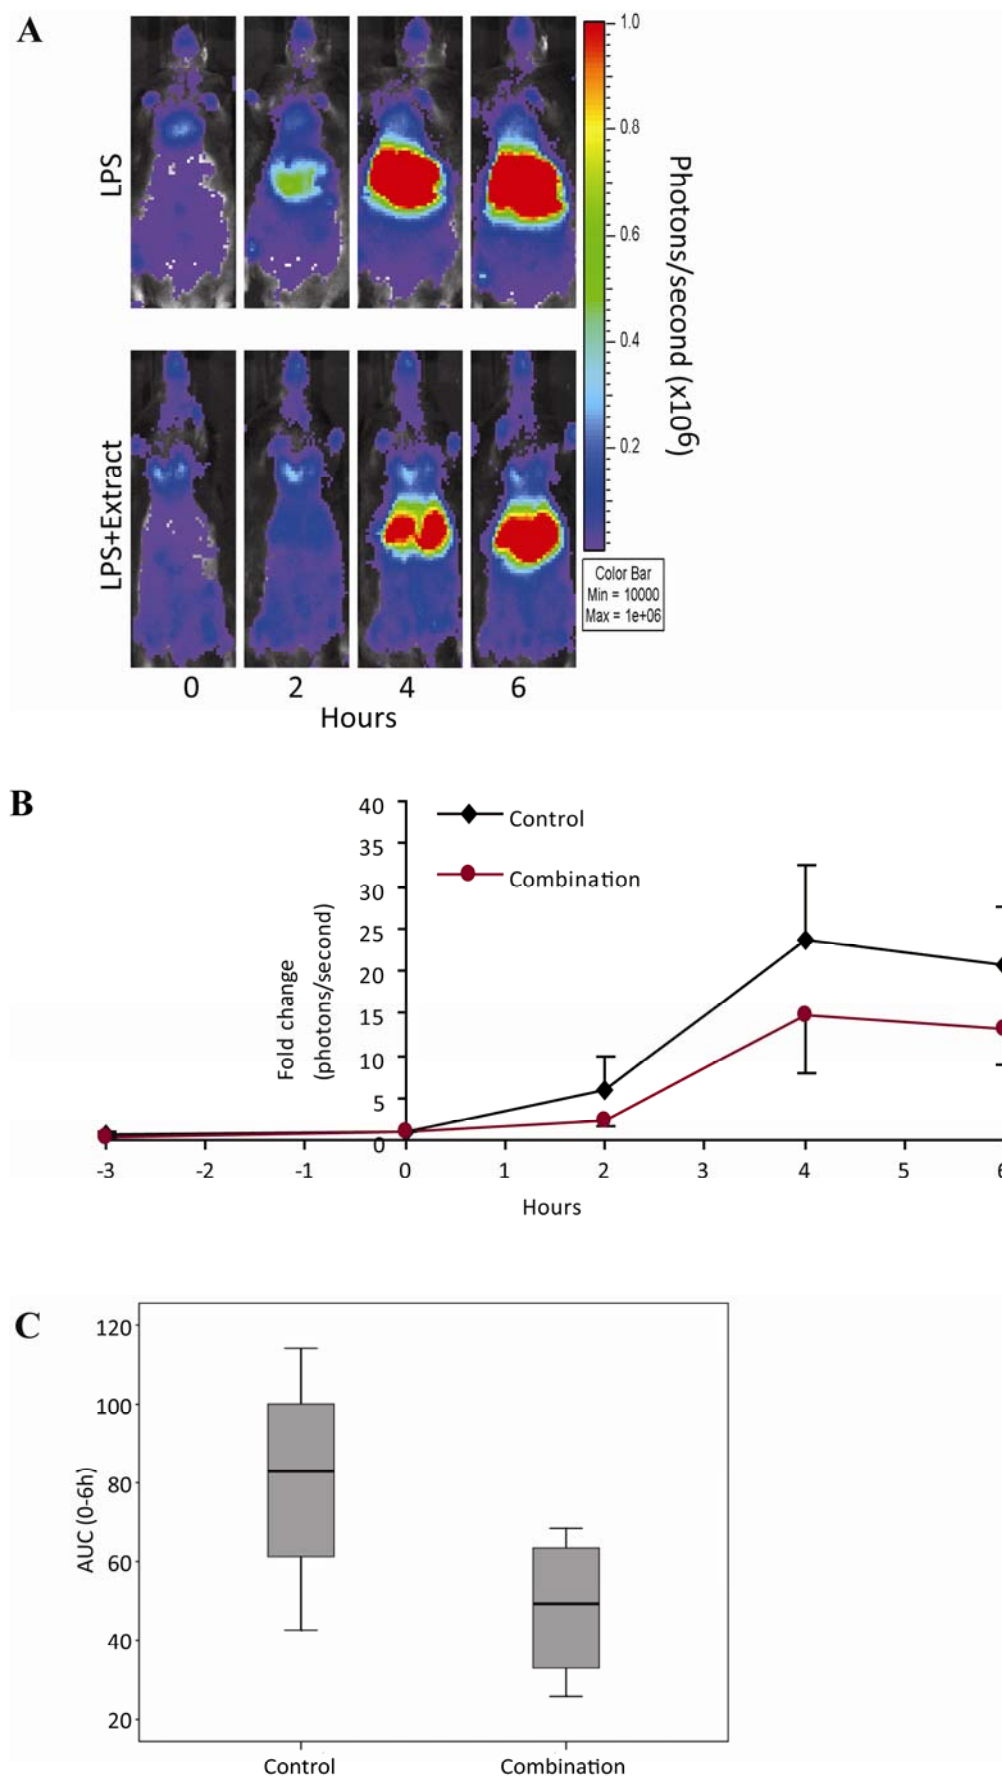 A
LPS
LPS+Extract
1.0
0.8
0.6
0.4
0.2
Photons/second (x106)
Color Bar
Min = 10000
Max = 1e+06
0 2 4 6
Hours
B
40
35
30
25
20
15
10
5
0
Fold change
(photons/second)
Control
Combination
-3 -2 -1 0 1 2 3 4 5 6
Hours
C
120
100
80
60
40
20
AUC (0-6h)
Control Combination